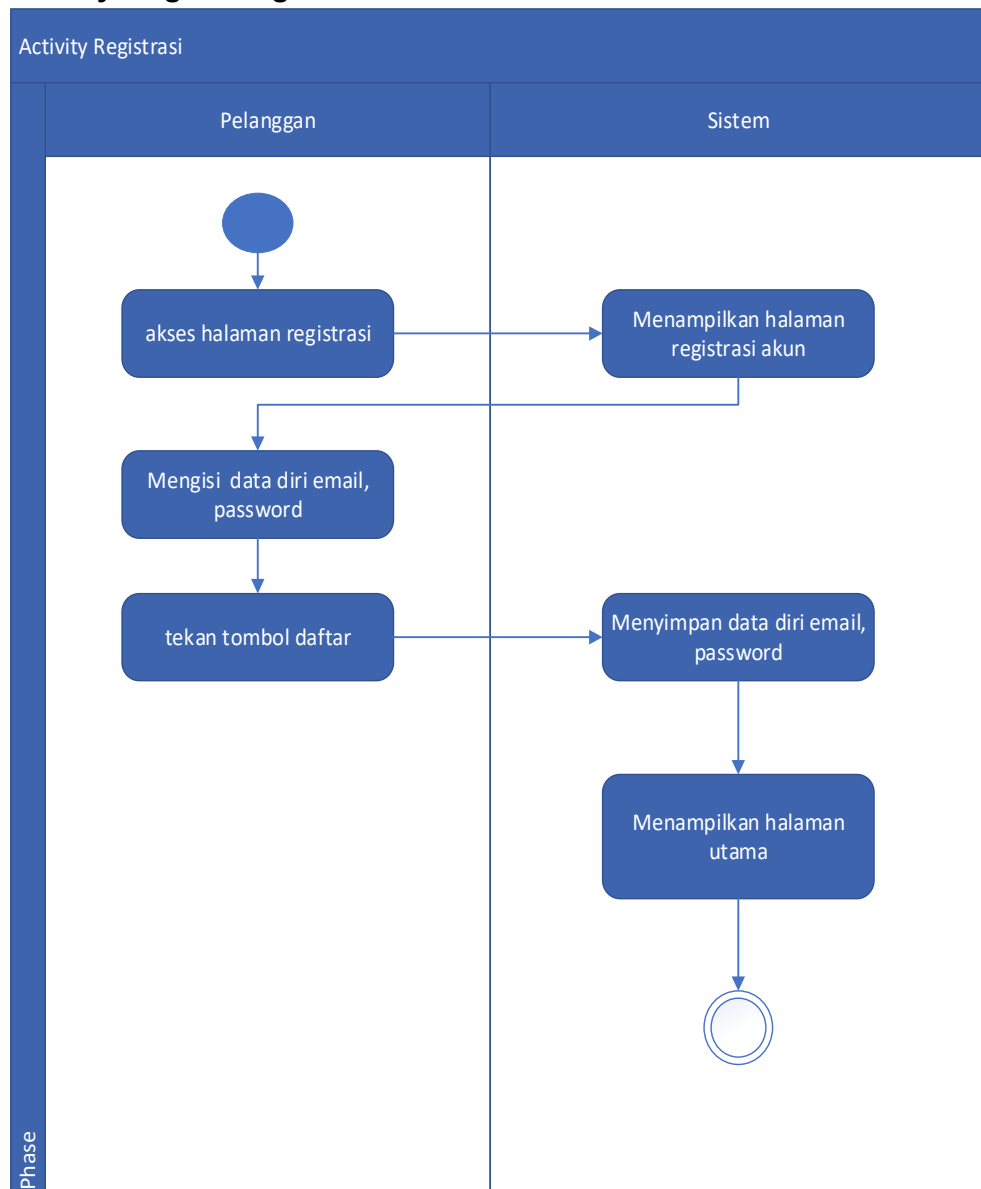 Activity Registrasi
Pelanggan
Sistem
akses halaman registrasi
Menampilkan halaman
registrasi akun
Mengisi data diri email,
password
tekan tombol daftar
Menyimpan data diri email,
password
Menampilkan halaman
utama
Phase